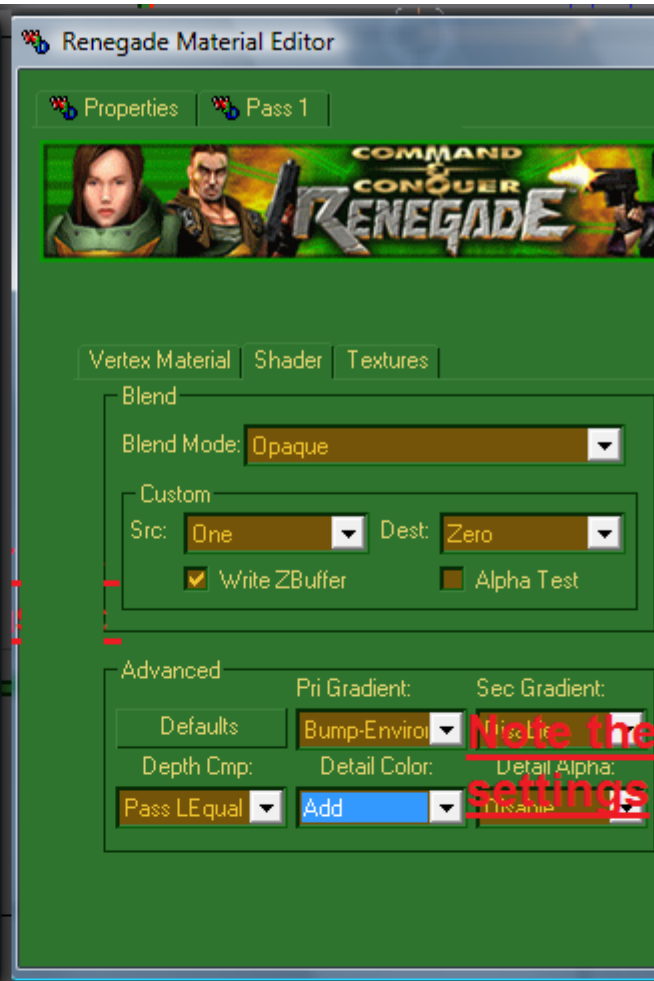 Renegade Material Editor
Properties
Pass 1
COMMAND
&
CONQUER
RENEGADE
Vertex Material
Shader
Textures
Blend
Blend Mode: Opaque
Custom
Src: One Dest: Zero
Write ZBuffer Alpha Test
Advanced
Pri Gradient: Sec Gradient:
Defaults Disable
Note the
Depth Cmp: Detail Color: Detail Alpha:
settings
Pass LEqual Add Disable